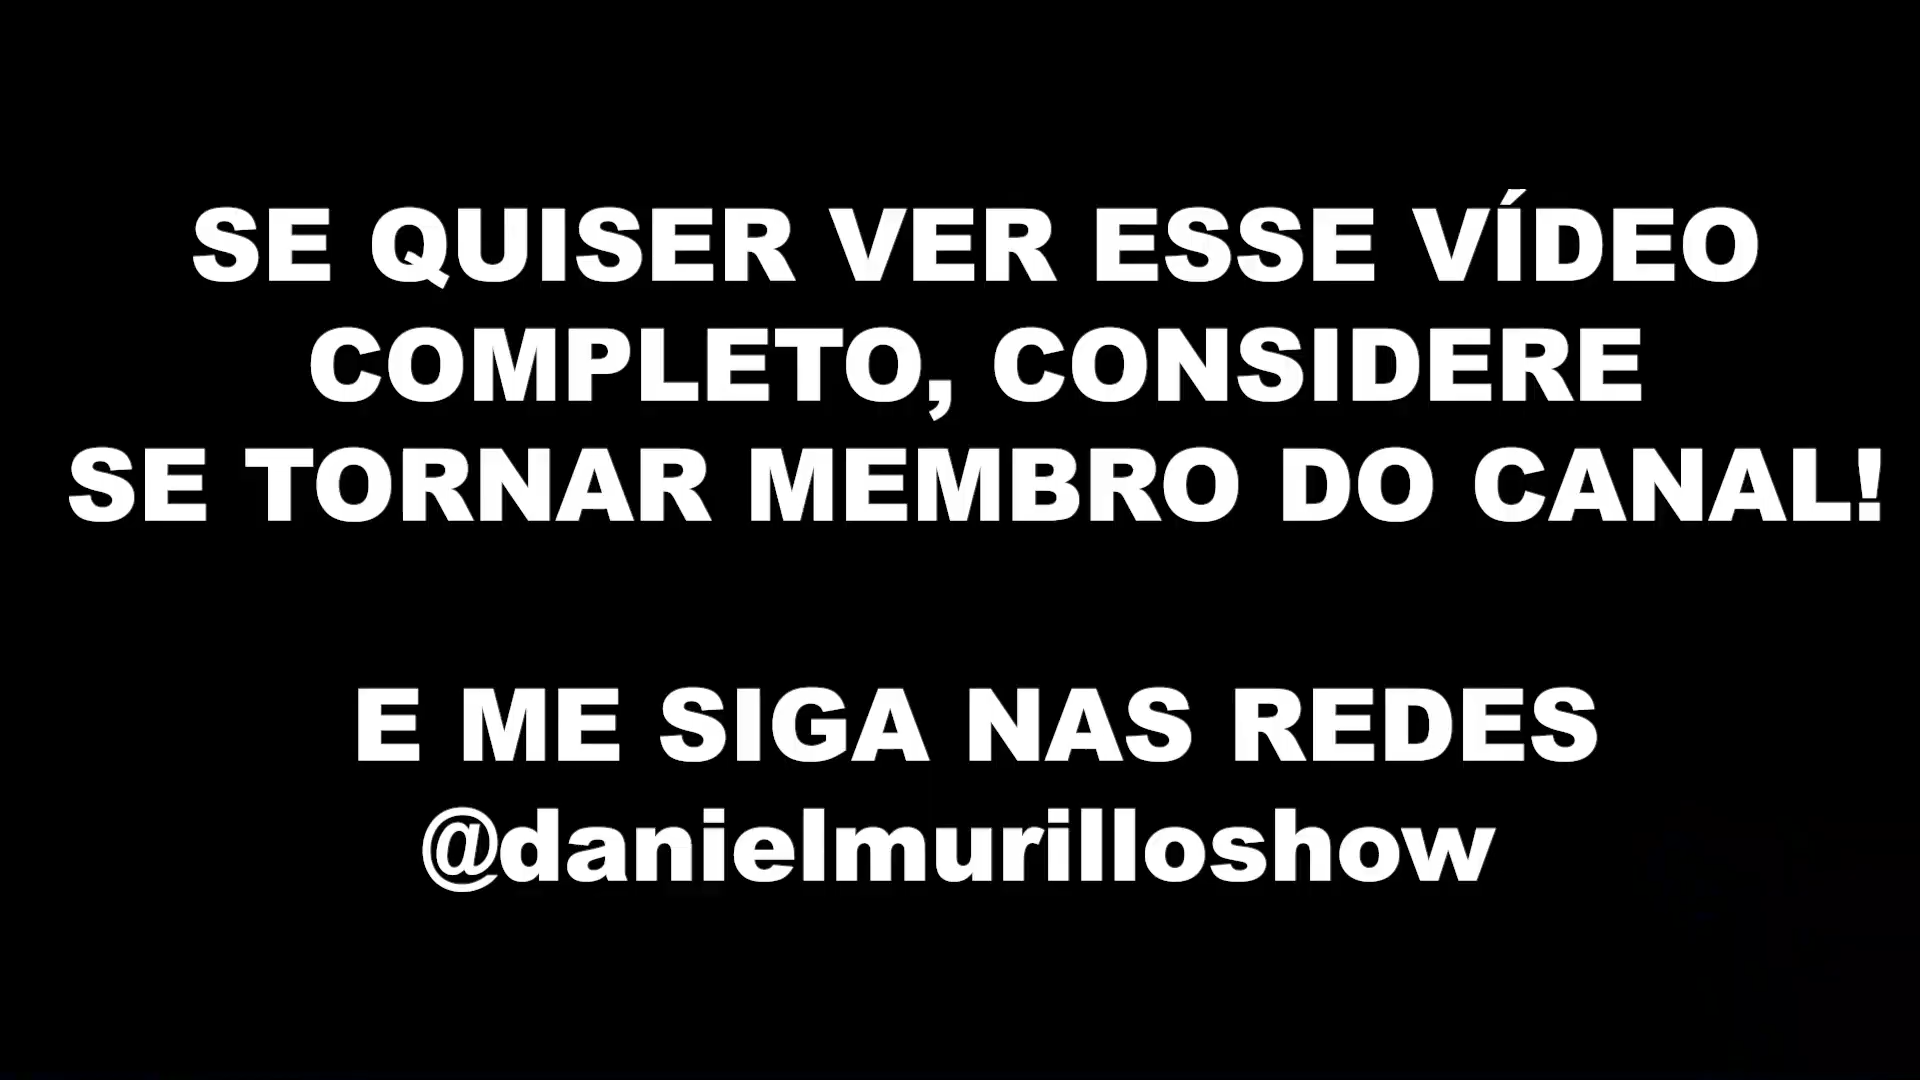 SE QUISER VER ESSE VÍDEO
COMPLETO, CONSIDERE
SE TORNAR MEMBRO DO CANAL!
E ME SIGA NAS REDES
@danielmurilloshow